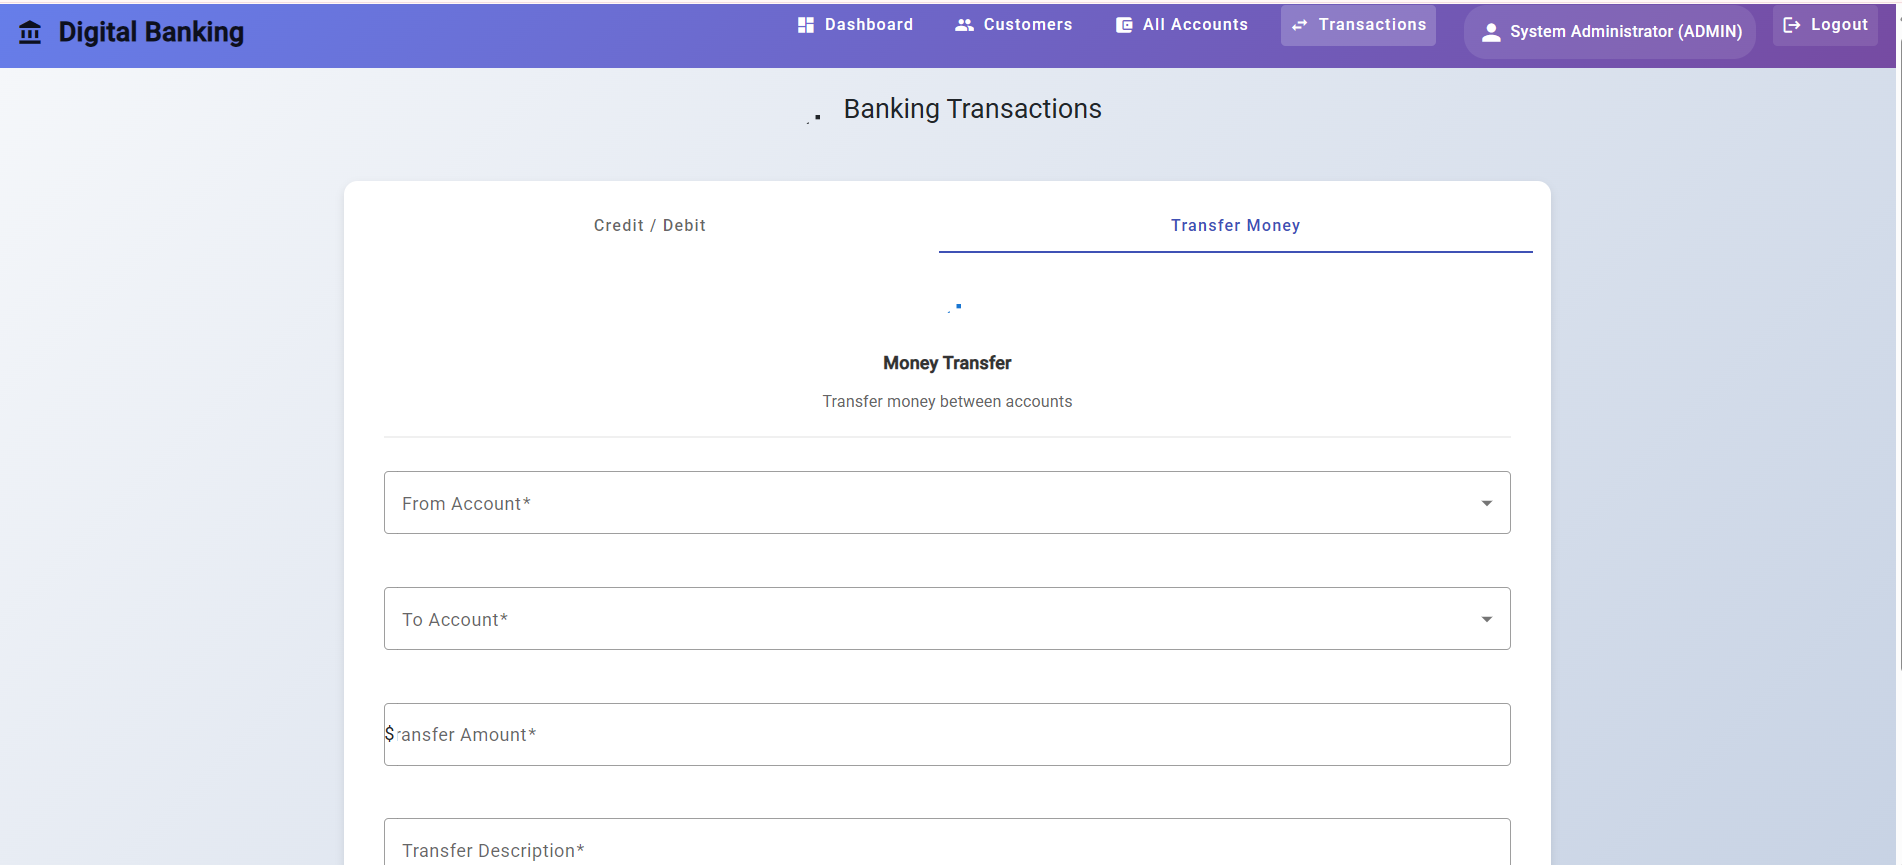 Digital Banking
Dashboard
Customers
All Accounts
Transactions
System Administrator (ADMIN)
Logout
Banking Transactions
Credit / Debit
Transfer Money
Money Transfer
Transfer money between accounts
From Account*
To Account*
$ransfer Amount*
Transfer Description*